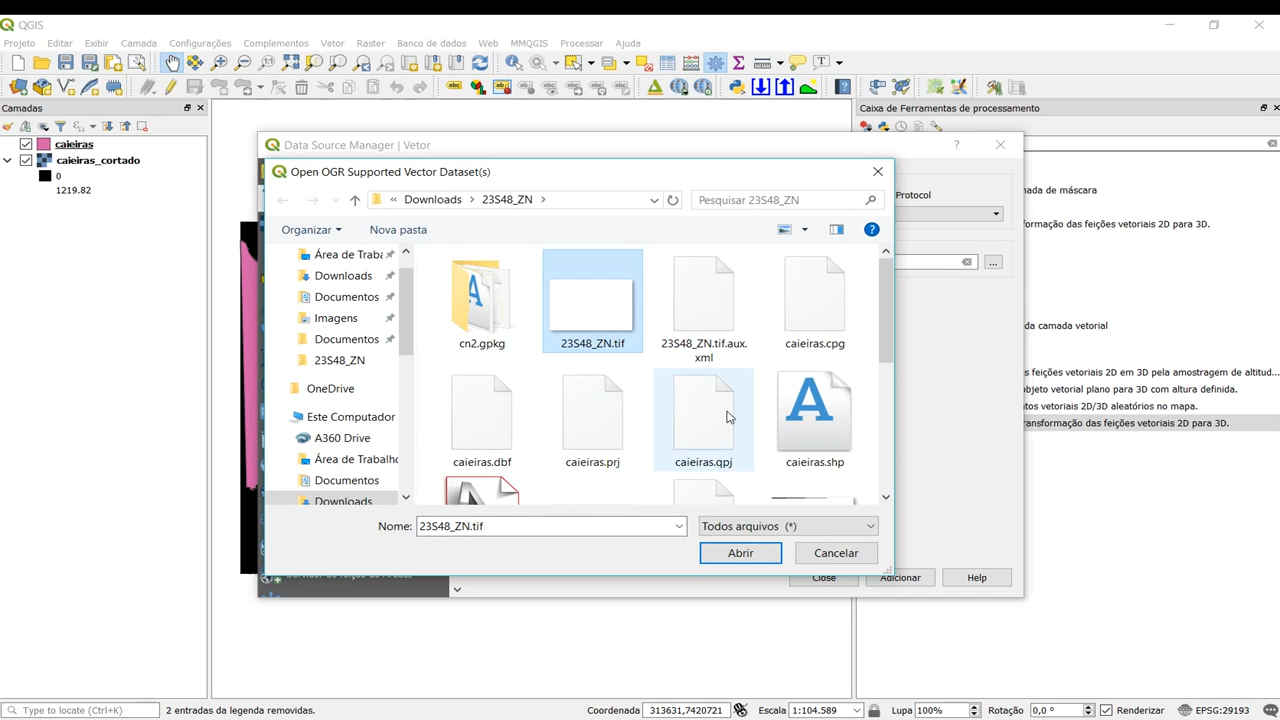 QGIS
Projeto Editar Exibir Camada Configurações Complementos Vetor Raster Banco de dados Web MMQGIS Processar Ajuda
Camadas
caieiras
caieiras_cortado
0
1219.82
Data Source Manager | Vetor
Open OGR Supported Vector Dataset(s)
« Downloads > 23S48_ZN >
Pesquisar 23S48_ZN
Organizar
Nova pasta
Área de Traba
Downloads
Documentos
Imagens
Documentos
23S48_ZN
OneDrive
Este Computador
A360 Drive
Área de Trabalho
Documentos
Downloads
cn2.gpkg
23S48_ZN.tif
23S48_ZN.tif.aux.
xml
caieiras.cpg
caieiras.dbf
caieiras.prj
caieiras.qpj
caieiras.shp
Nome: 23S48_ZN.tif
Todos arquivos (*)
Abrir
Cancelar
Protocol
...
Close
Adicionar
Help
Caixa de Ferramentas de processamento
nada de máscara
formação das feições vetoriais 2D para 3D.
da camada vetorial
s feições vetoriais 2D em 3D pela amostragem de altitud...
objeto vetorial plano para 3D com altura definida.
tos vetoriais 2D/3D aleatórios no mapa.
ransformação das feições vetoriais 2D para 3D.
Type to locate (Ctrl+K)
2 entradas da legenda removidas.
Coordenada 313631,7420721
Escala 1:104.589
Lupa 100%
Rotação 0,0 °
Renderizar
EPSG:29193